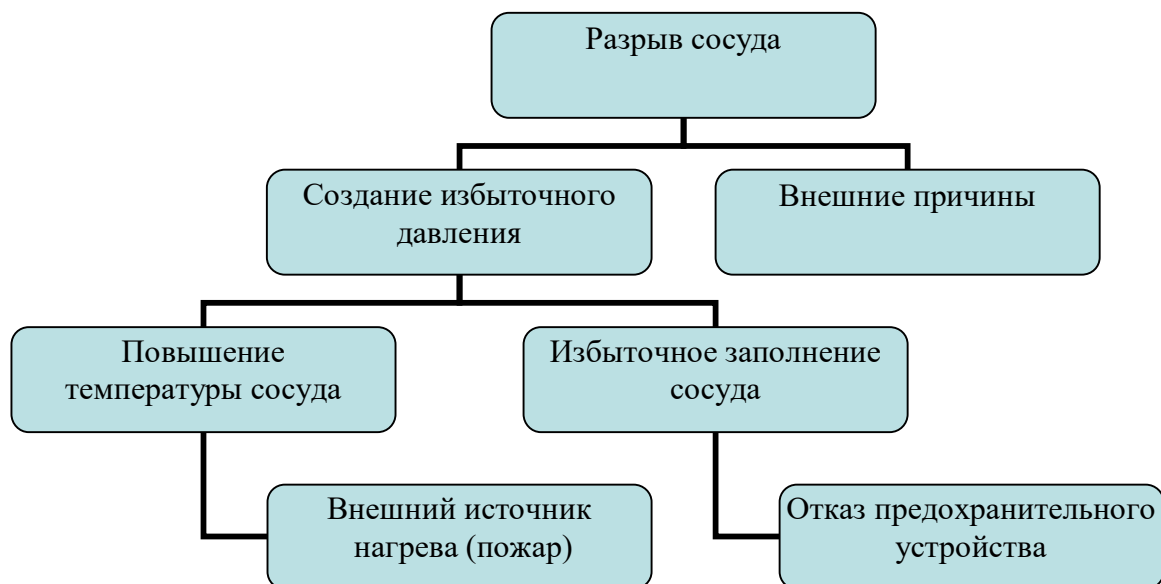 Разрыв сосуда
Создание избыточного
давления
Внешние причины
Повышение
температуры сосуда
Избыточное заполнение
сосуда
Внешний источник
нагрева (пожар)
Отказ предохранительного
устройства